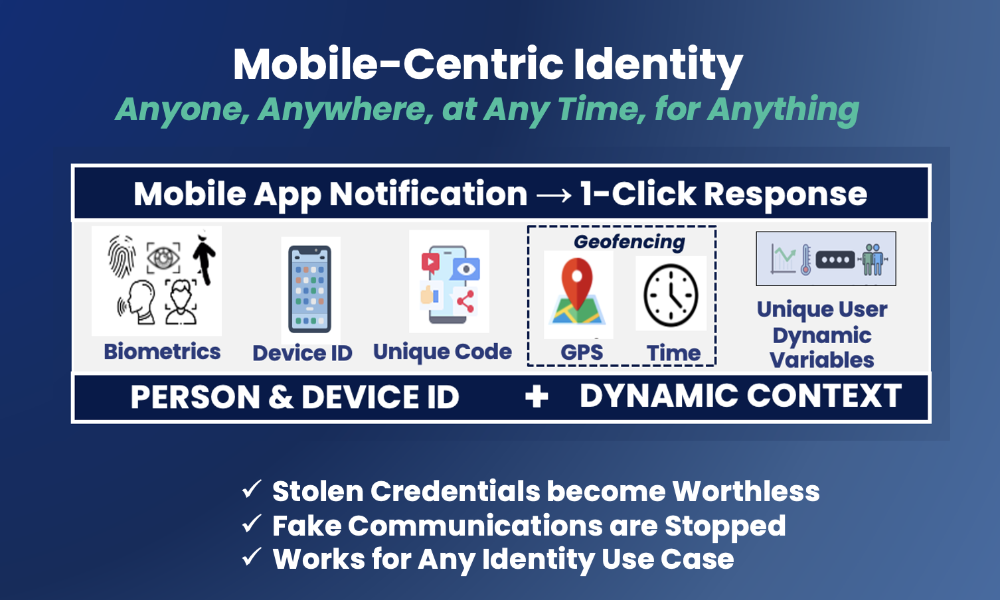 Mobile-Centric Identity
Anyone, Anywhere, at Any Time, for Anything
Mobile App Notification → 1-Click Response
Geofencing
Biometrics
Device ID
Unique Code
GPS
Time
Unique User
Dynamic
Variables
PERSON & DEVICE ID + DYNAMIC CONTEXT
✓ Stolen Credentials become Worthless
✓ Fake Communications are Stopped
✓ Works for Any Identity Use Case